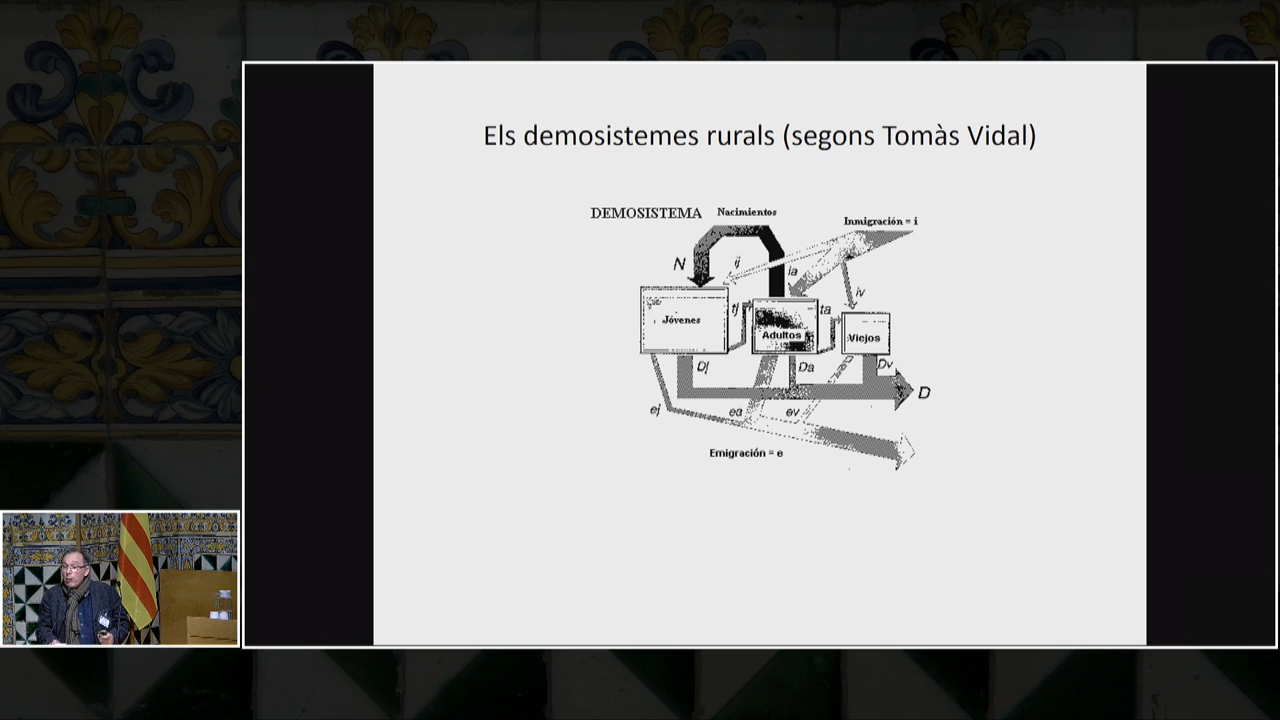 Els demosistemes rurals (segons Tomàs Vidal)
DEMOSISTEMA Nacimientos
Inmigración = i
N
ij
ia
iv
tj
ta
Jóvenes
Adultos
Viejos
Dj
Da
Dv
D
ej
ea
ev
Emigración = e